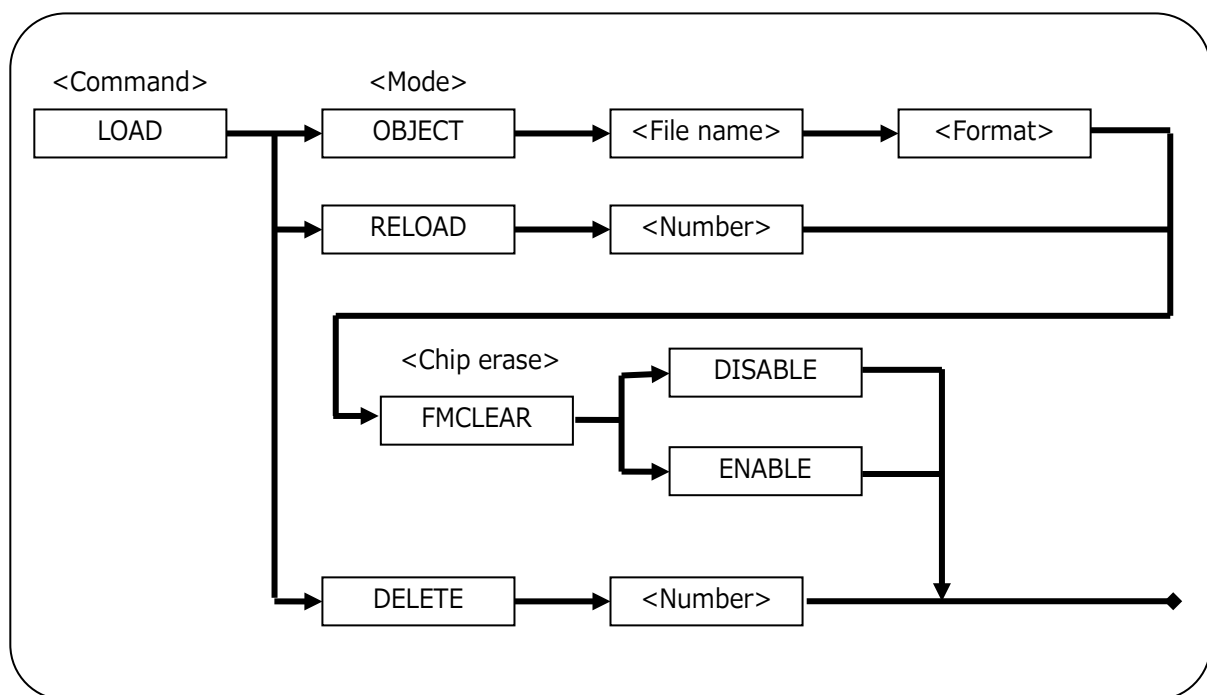 <Command> <Mode>
LOAD OBJECT <File name> <Format>
RELOAD <Number>
<Chip erase> DISABLE
FMCLEAR
ENABLE
DELETE <Number>